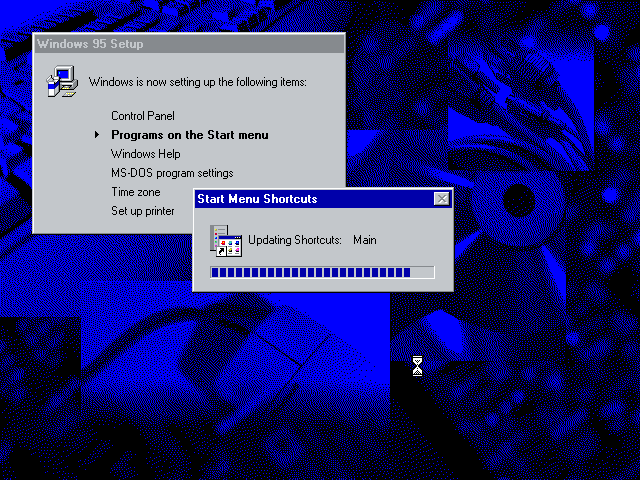 Windows 95 Setup
Windows is now setting up the following items:
Control Panel
Programs on the Start menu
Windows Help
MS-DOS program settings
Time zone
Set up printer
Start Menu Shortcuts
Updating Shortcuts: Main